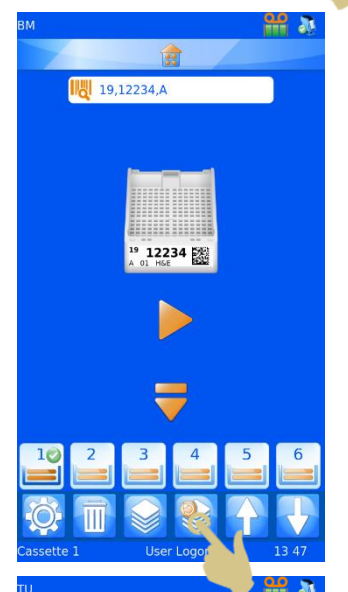 BM
19,12234,A
19 12234
A 01 H&E
1 2 3 4 5 6
Cassette 1 User Logon 13 47
TU